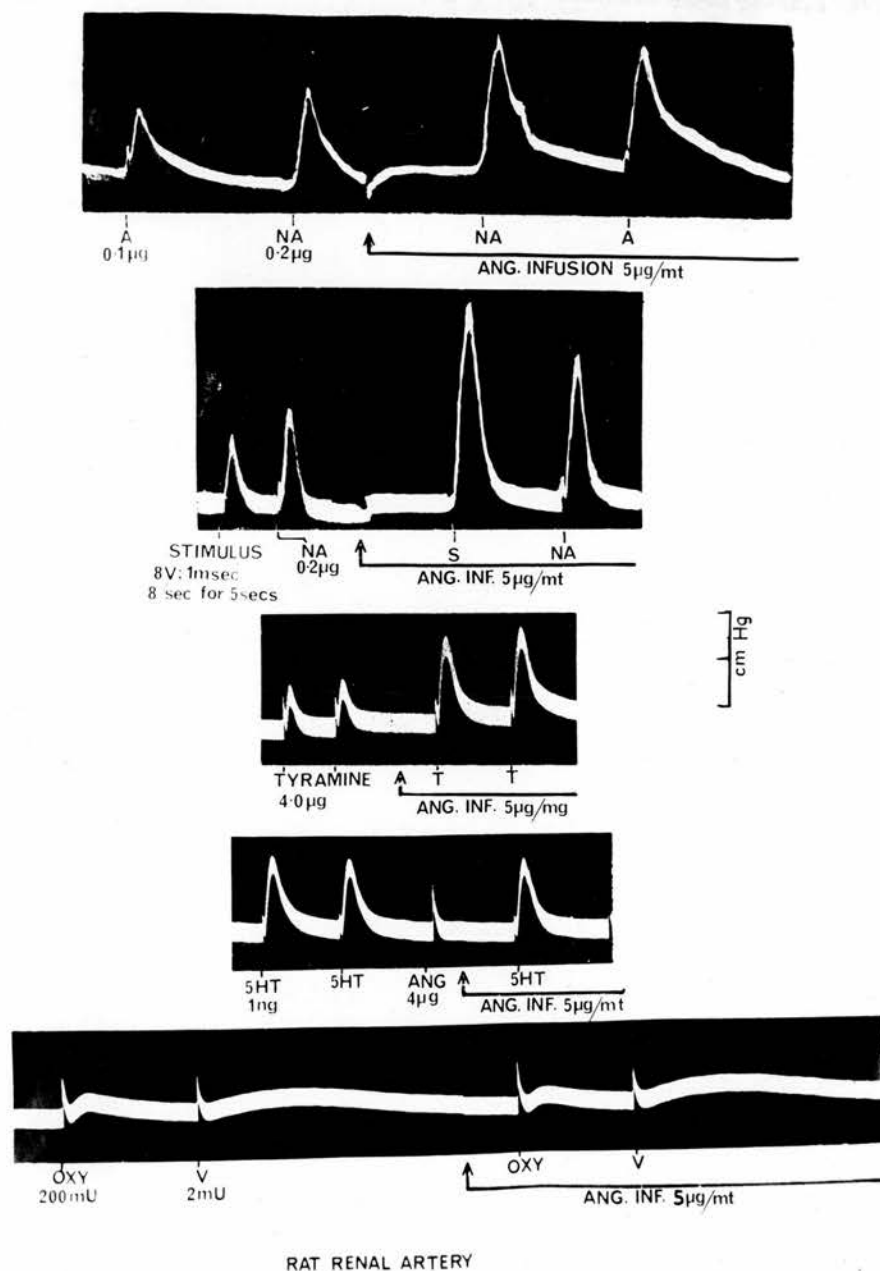 A NA NA A
0·1µg 0·2µg
ANG. INFUSION 5µg/mt
STIMULUS NA S NA
8V: 1msec 0·2µg ANG. INF. 5µg/mt
8 sec for 5secs
cm Hg
TYRAMINE A T T
4·0µg ANG. INF. 5µg/mg
5HT 5HT ANG A 5HT
1ng 4µg ANG. INF. 5µg/mt
OXY V OXY V
200mU 2mU ANG. INF. 5µg/mt
RAT RENAL ARTERY